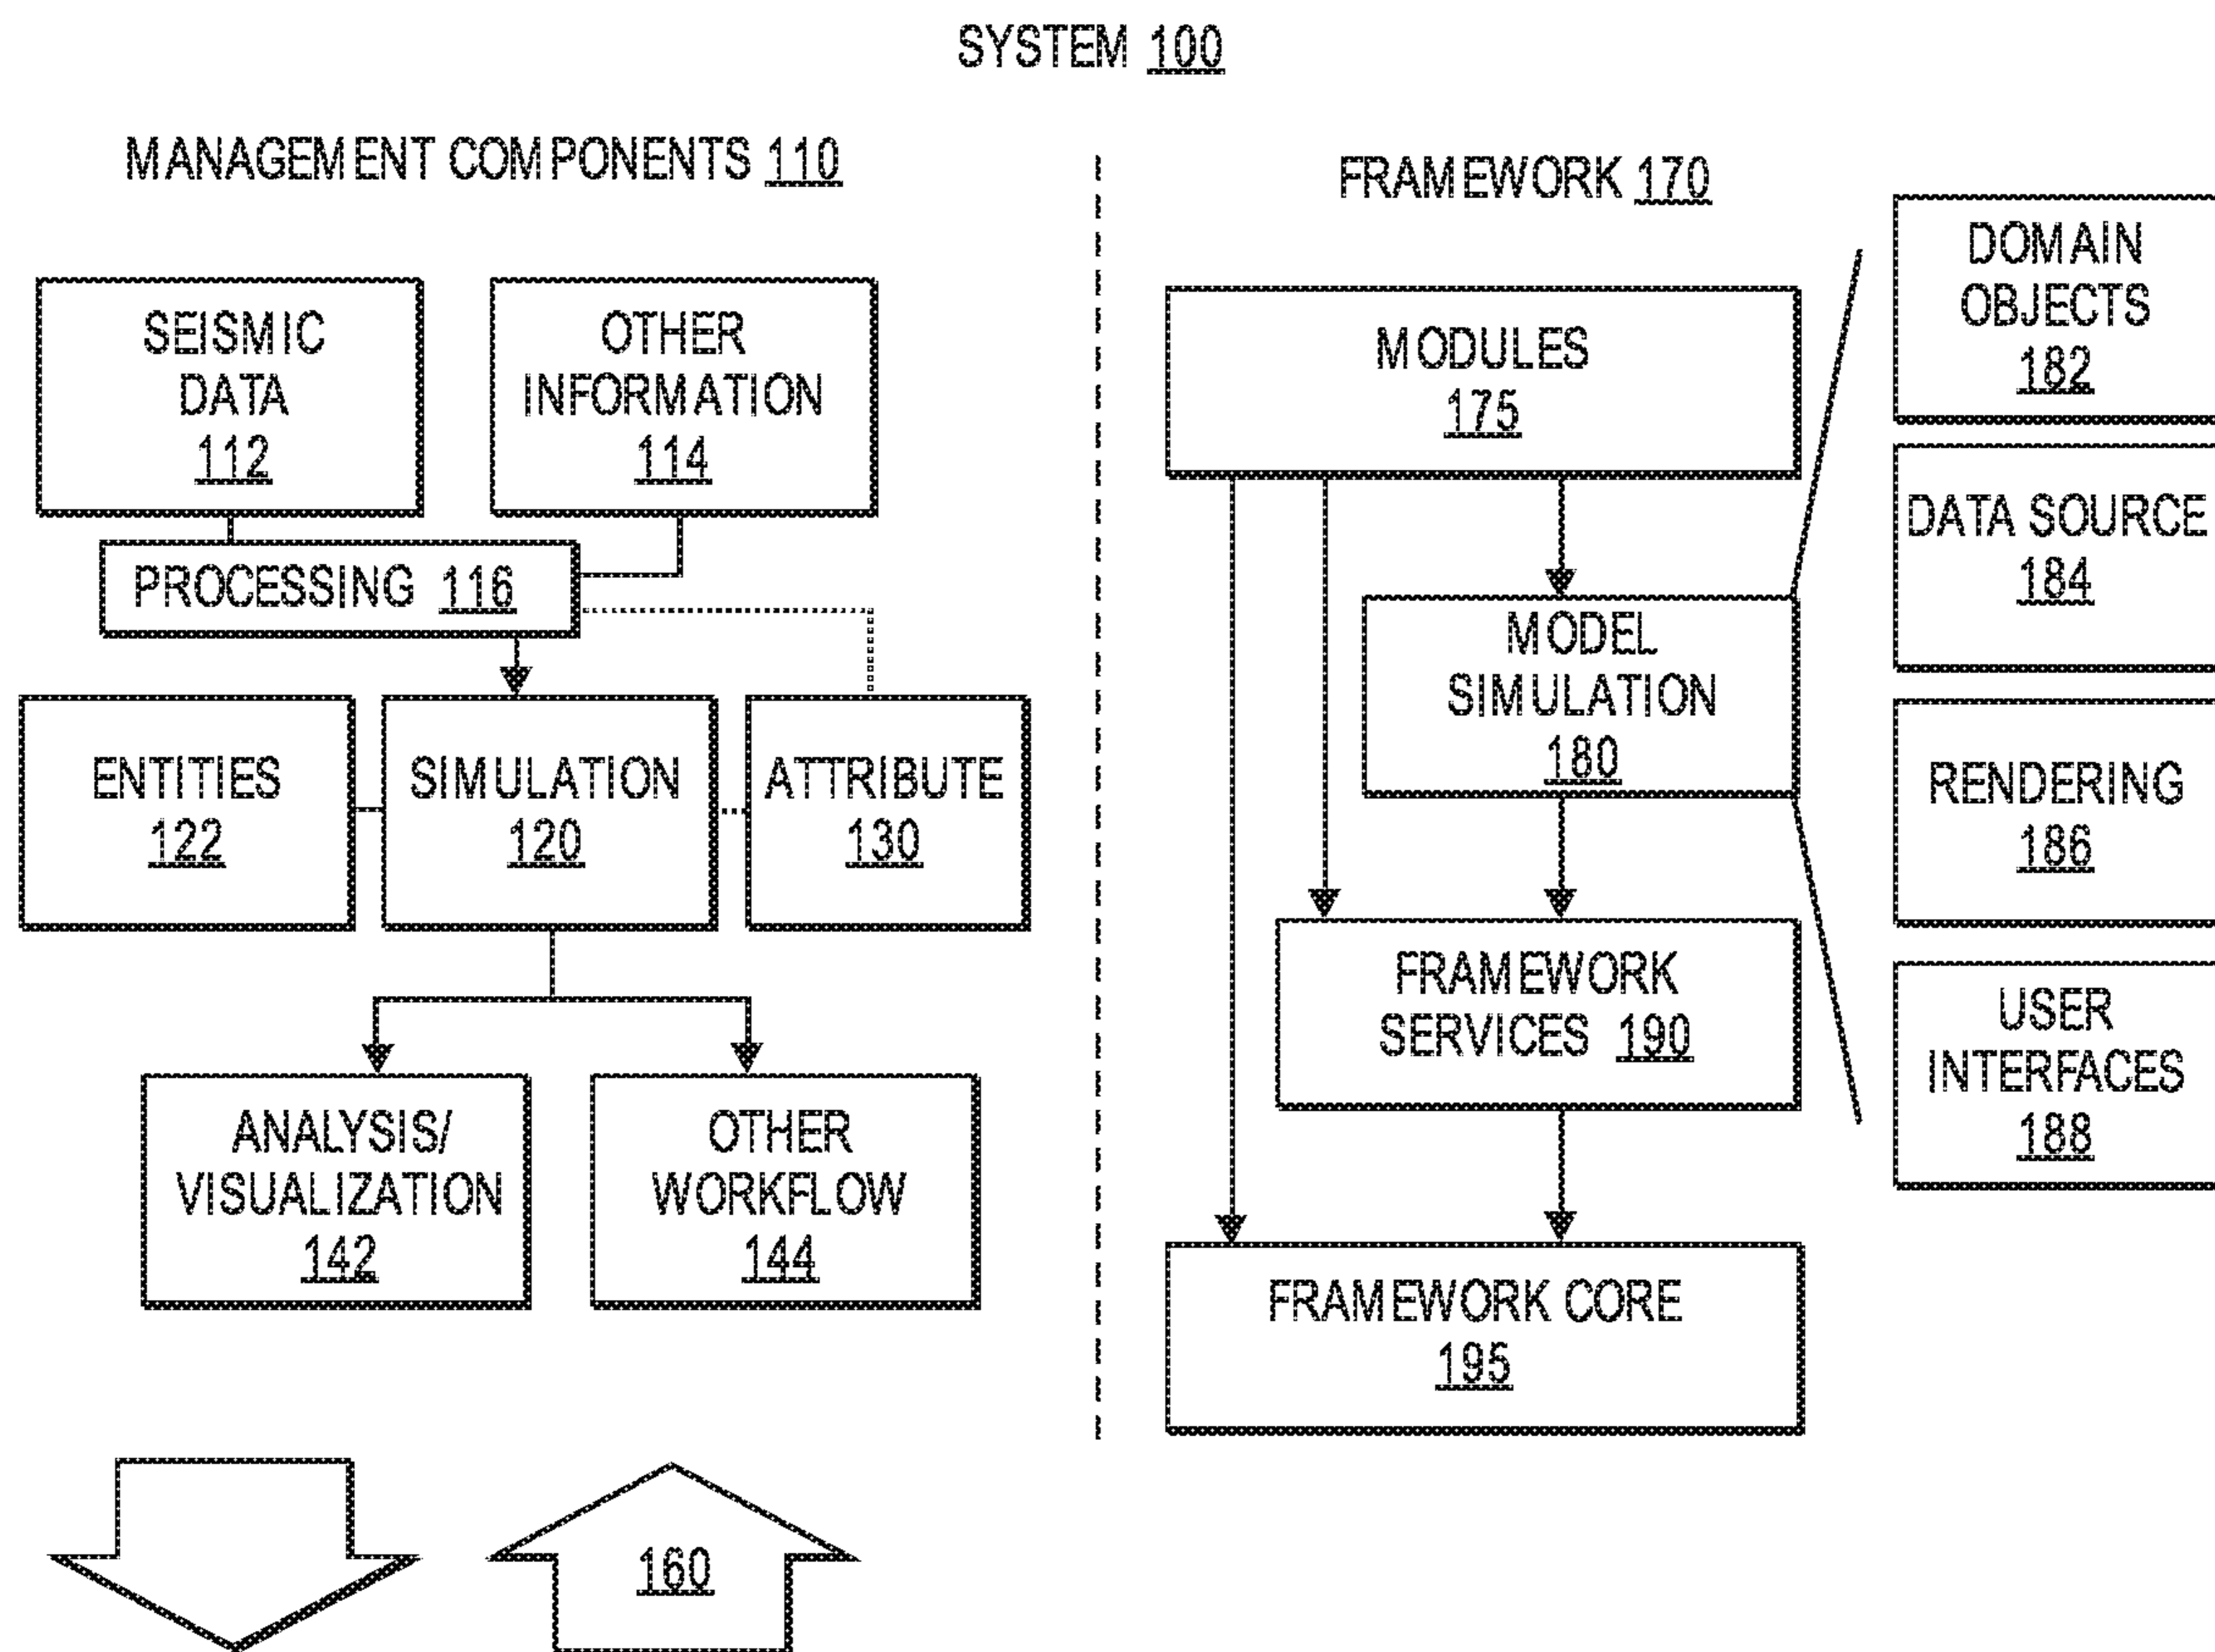 SYSTEM 100
MANAGEMENT COMPONENTS 110
SEISMIC
DATA
112
OTHER
INFORMATION
114
PROCESSING 116
ENTITIES
122
SIMULATION
120
ATTRIBUTE
130
ANALYSIS/
VISUALIZATION
142
OTHER
WORKFLOW
144
160
FRAMEWORK 170
MODULES
175
MODEL
SIMULATION
180
FRAMEWORK
SERVICES 190
FRAMEWORK CORE
195
DOMAIN
OBJECTS
182
DATA SOURCE
184
RENDERING
186
USER
INTERFACES
188